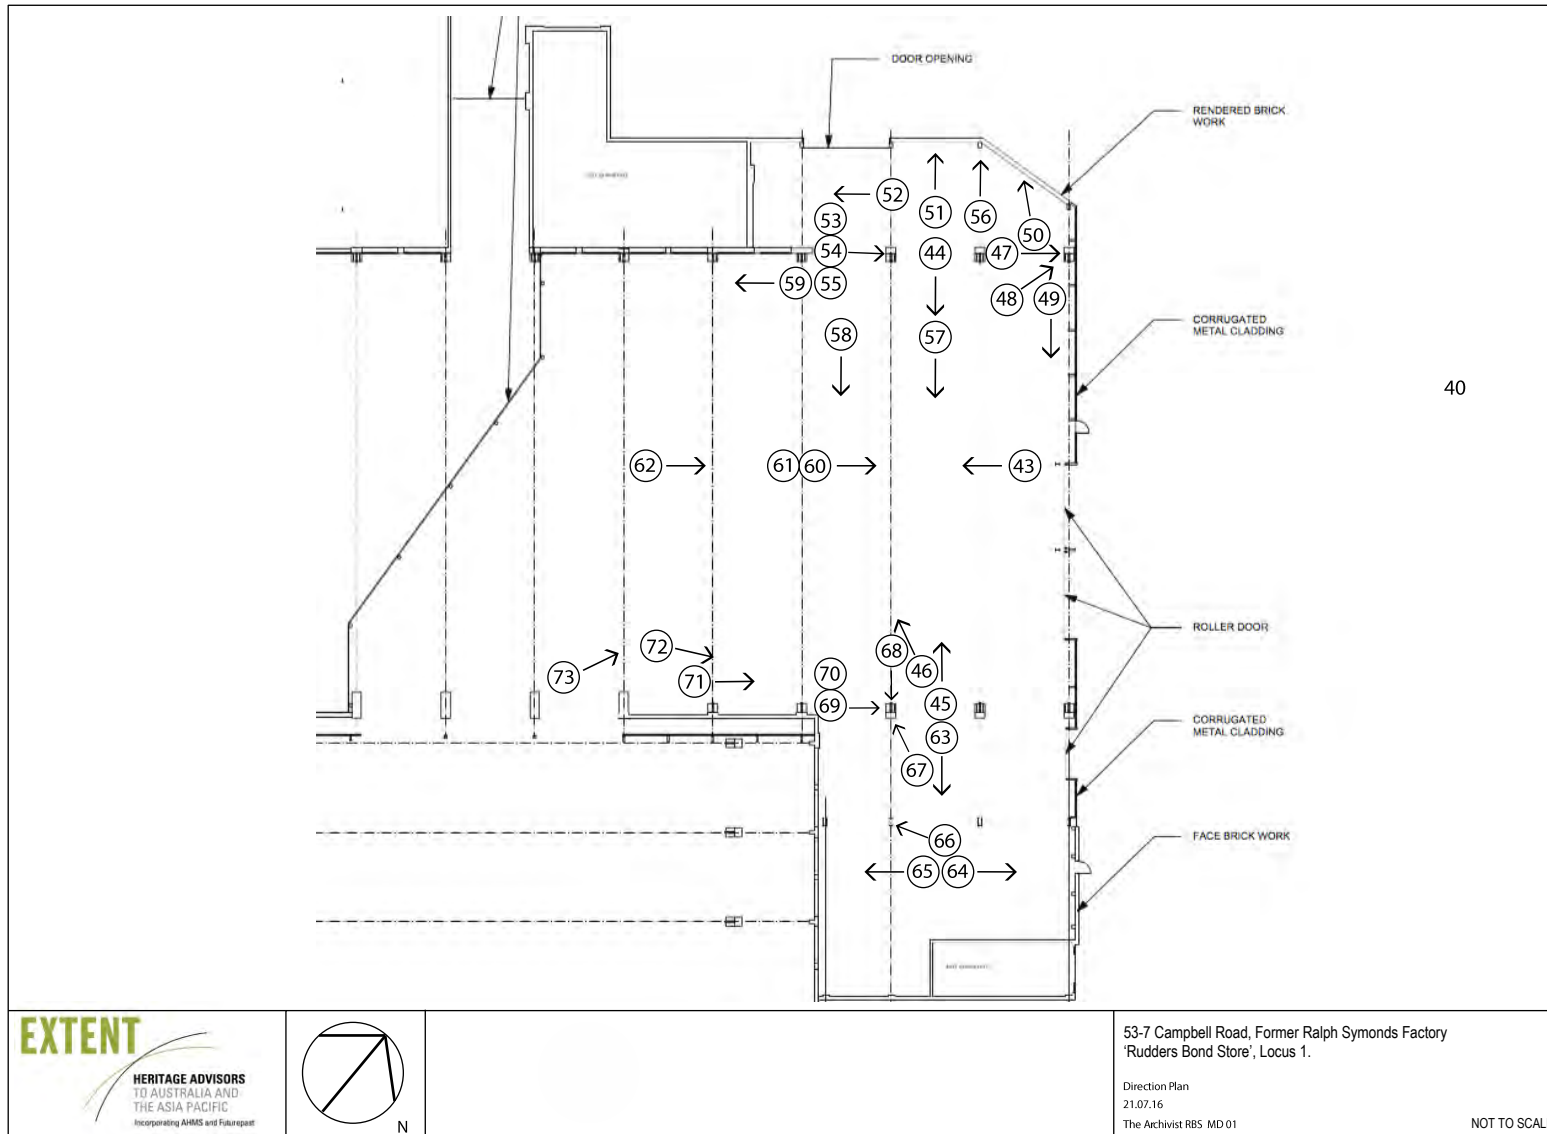 DOOR OPENING
RENDERED BRICK
WORK
52
51
56
50
53
54
44
47
59
55
48
49
CORRUGATED
METAL CLADDING
58
57
40
62
61
60
43
ROLLER DOOR
72
68
46
73
71
70
69
45
63
CORRUGATED
METAL CLADDING
67
66
FACE BRICK WORK
65
64
EXTENT
HERITAGE ADVISORS
TO AUSTRALIA AND
THE ASIA PACIFIC
Incorporating AHMS and Futurepast
N
53-7 Campbell Road, Former Ralph Symonds Factory
‘Rudders Bond Store’, Locus 1.
Direction Plan
21.07.16
The Archivist RBS MD 01
NOT TO SCAL